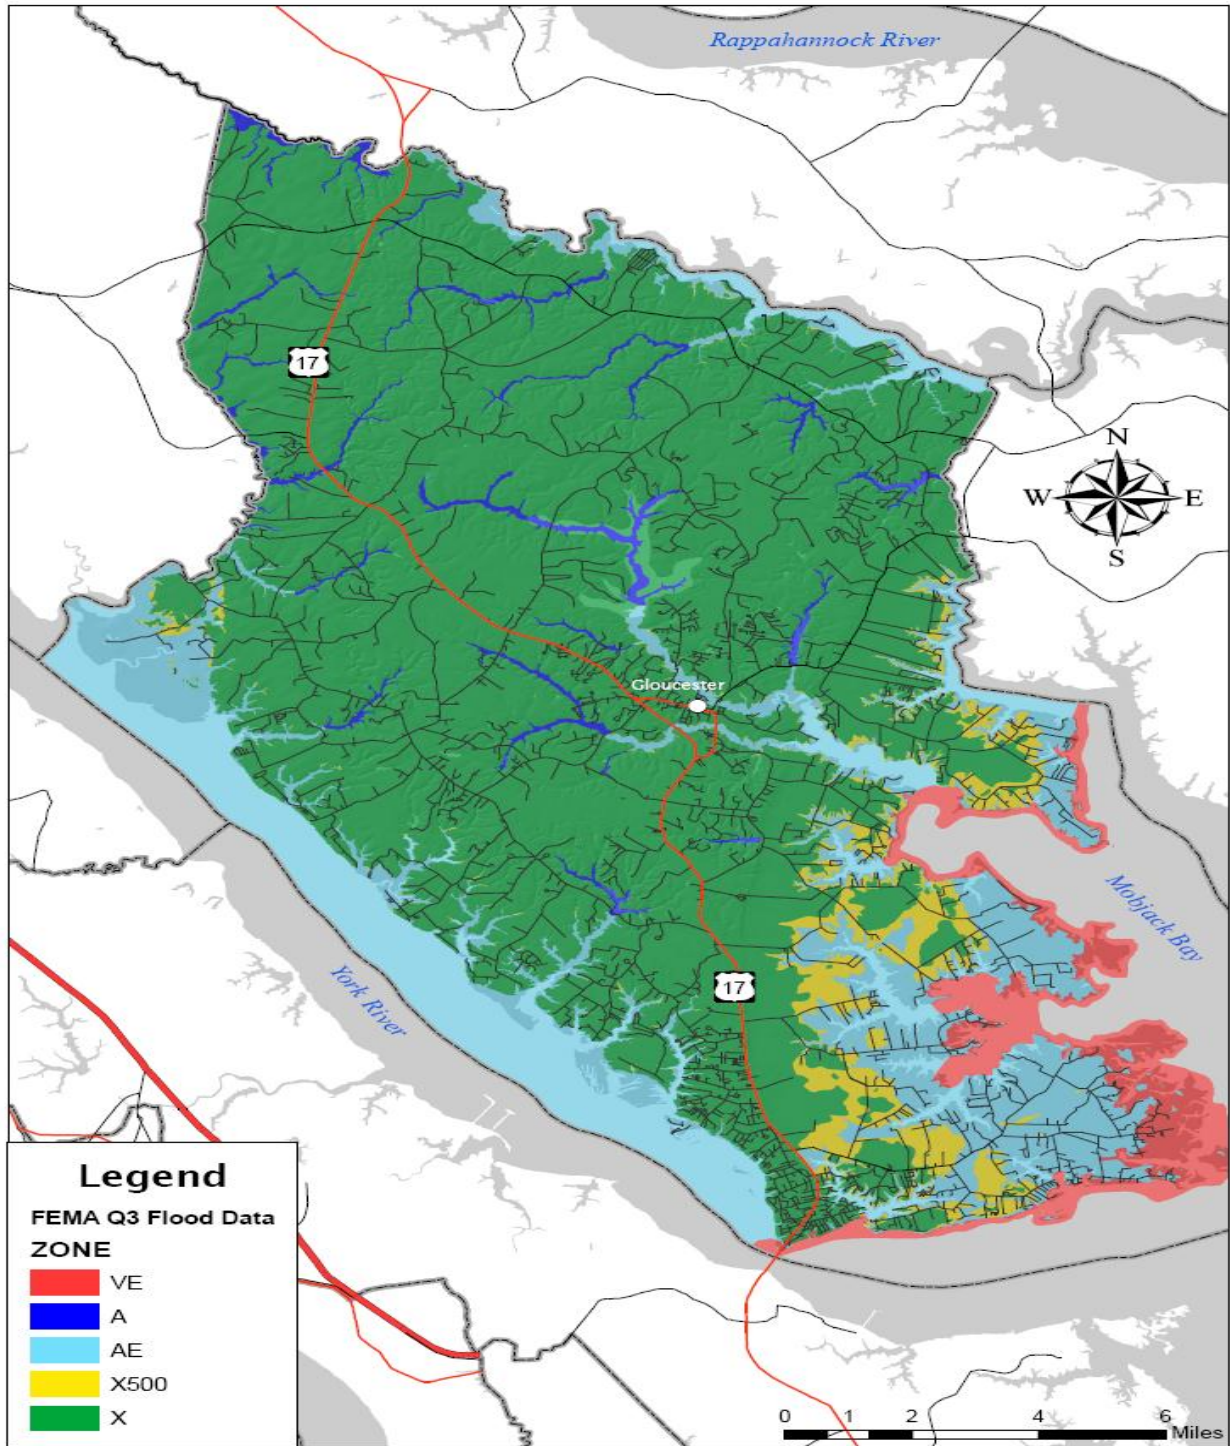 Rappahannock River
17
N
W E
S
Gloucester
Mobjack Bay
17
York River
Legend
FEMA Q3 Flood Data
ZONE
VE
A
AE
X500
X
0 1 2 4 6
Miles